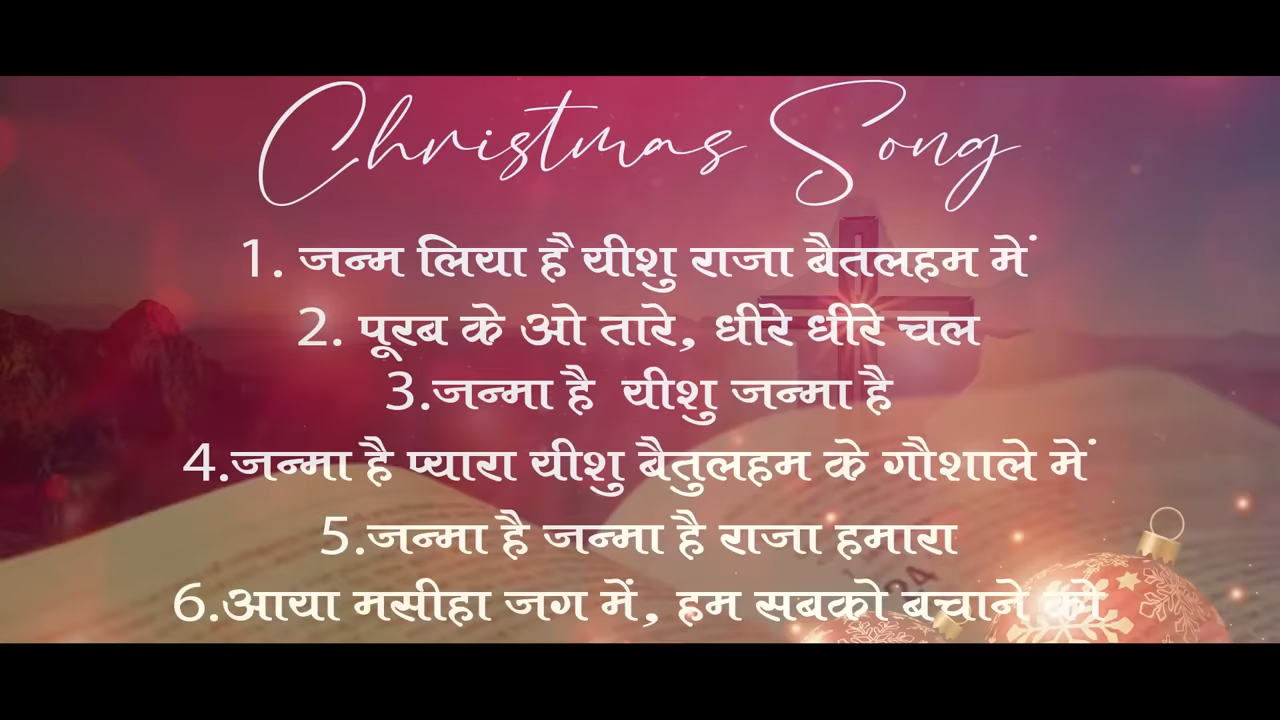 Christmas Song
1. जन्म लिया है यीशु राजा बैतलहम में
2. पूरब के ओ तारे, धीरे धीरे चल
3.जन्मा है यीशु जन्मा है
4.जन्मा है प्यारा यीशु बैतुलहम के गौशाले में
5.जन्मा है जन्मा है राजा हमारा
6.आया मसीहा जग में, हम सबको बचाने को